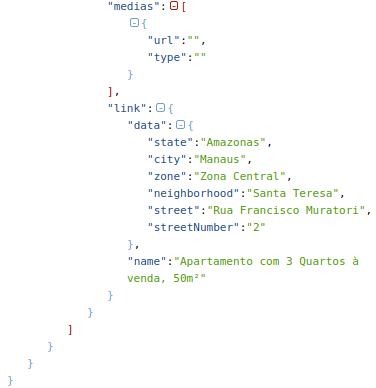 "medias":[
{
"url":"",
"type":""
}
],
"link":{
"data":{
"state":"Amazonas",
"city":"Manaus",
"zone":"Zona Central",
"neighborhood":"Santa Teresa",
"street":"Rua Francisco Muratori",
"streetNumber":"2"
},
"name":"Apartamento com 3 Quartos à
venda, 50m²"
}
}
]
}
}
}